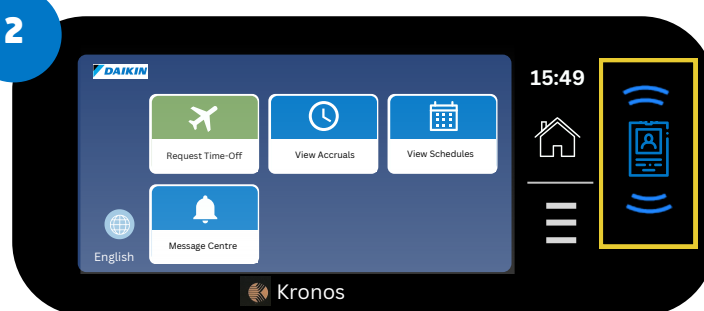 2
DAIKIN
15:49
Request Time-Off
View Accruals
View Schedules
Message Centre
English
Kronos